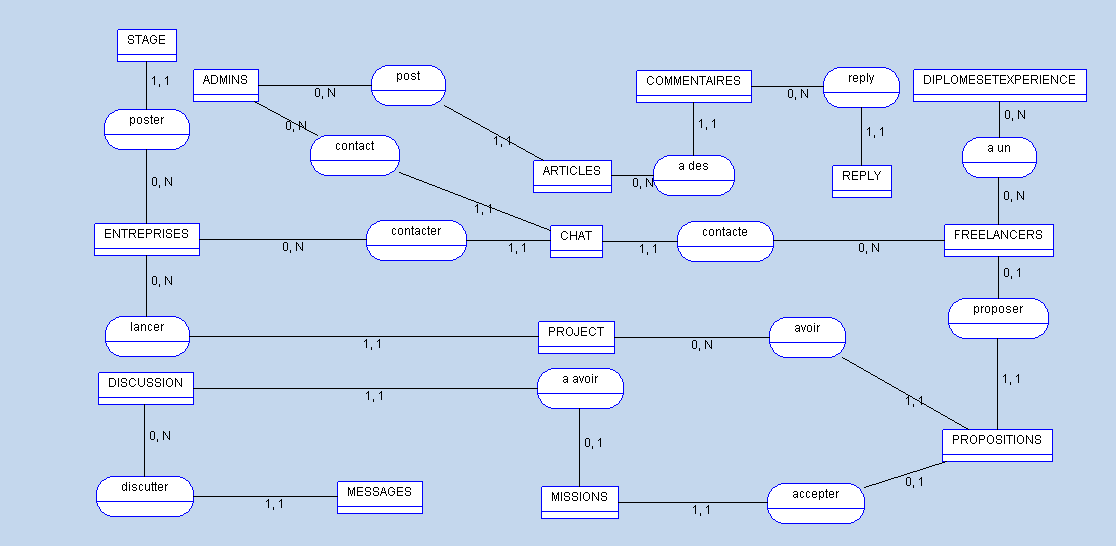 STAGE
1, 1
ADMINS
0, N
post
COMMENTAIRES
0, N
reply
DIPLOMESETEXPERIENCE
poster
0, N
contact
1, 1
1, 1
1, 1
0, N
a un
ARTICLES
0, N
a des
REPLY
0, N
0, N
1, 1
ENTREPRISES
0, N
contacter
1, 1
CHAT
1, 1
contacte
0, N
FREELANCERS
0, N
0, 1
lancer
1, 1
PROJECT
0, N
avoir
proposer
DISCUSSION
1, 1
a avoir
1, 1
1, 1
0, N
0, 1
PROPOSITIONS
discutter
1, 1
MESSAGES
MISSIONS
1, 1
accepter
0, 1